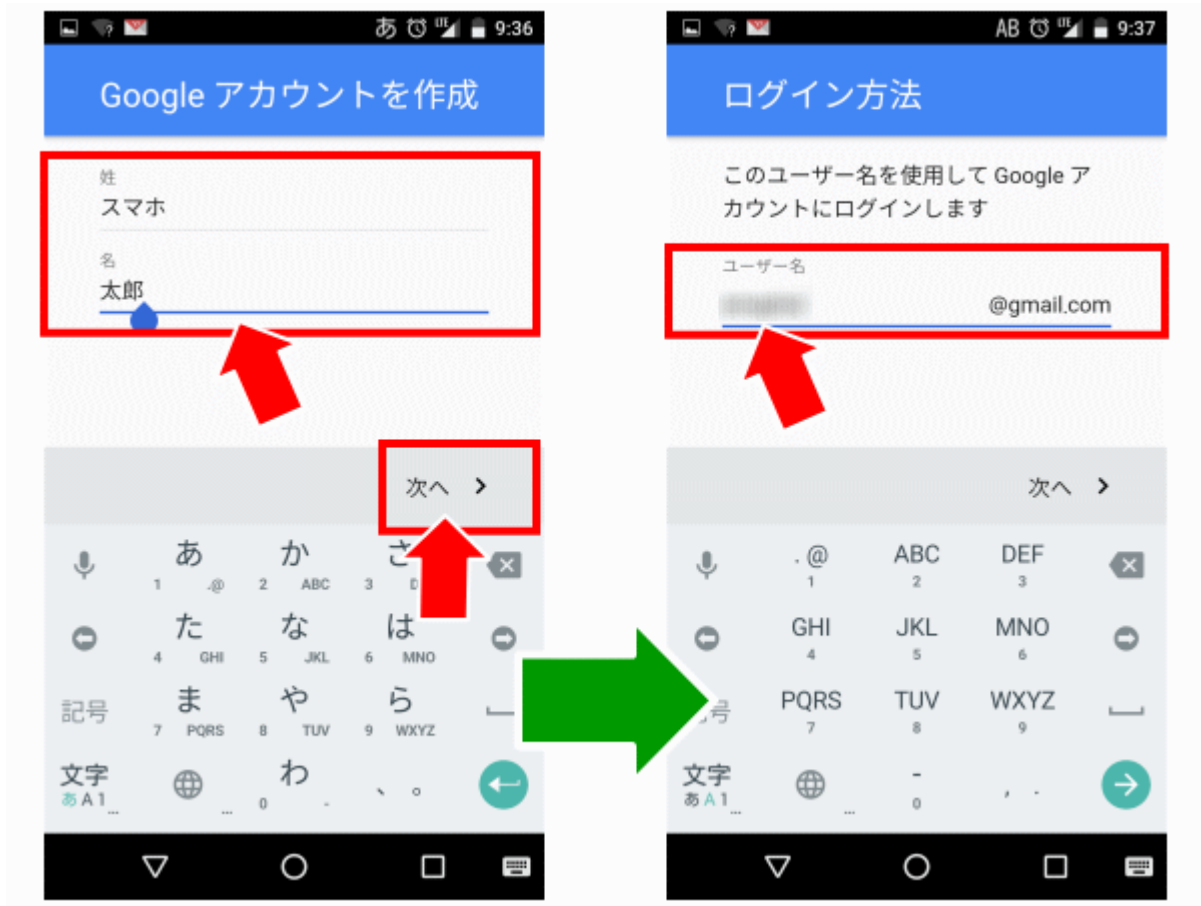 あ 9:36
Google アカウントを作成
姓
スマホ
名
太郎
次へ
あ か さ
1 .@ 2 ABC 3
た な は
4 GHI 5 JKL 6 MNO
記号 ま や ら
7 PQRS 8 TUV 9 WXYZ
文字 わ 、。
あA1 ... ... 0 -
AB 9:37
ログイン方法
このユーザー名を使用して Google ア
カウントにログインします
ユーザー名
@gmail.com
次へ
. @ ABC DEF
1 2 3
GHI JKL MNO
4 5 6
号 PQRS TUV WXYZ
7 8 9
文字 - , .
あA1 ... ... 0